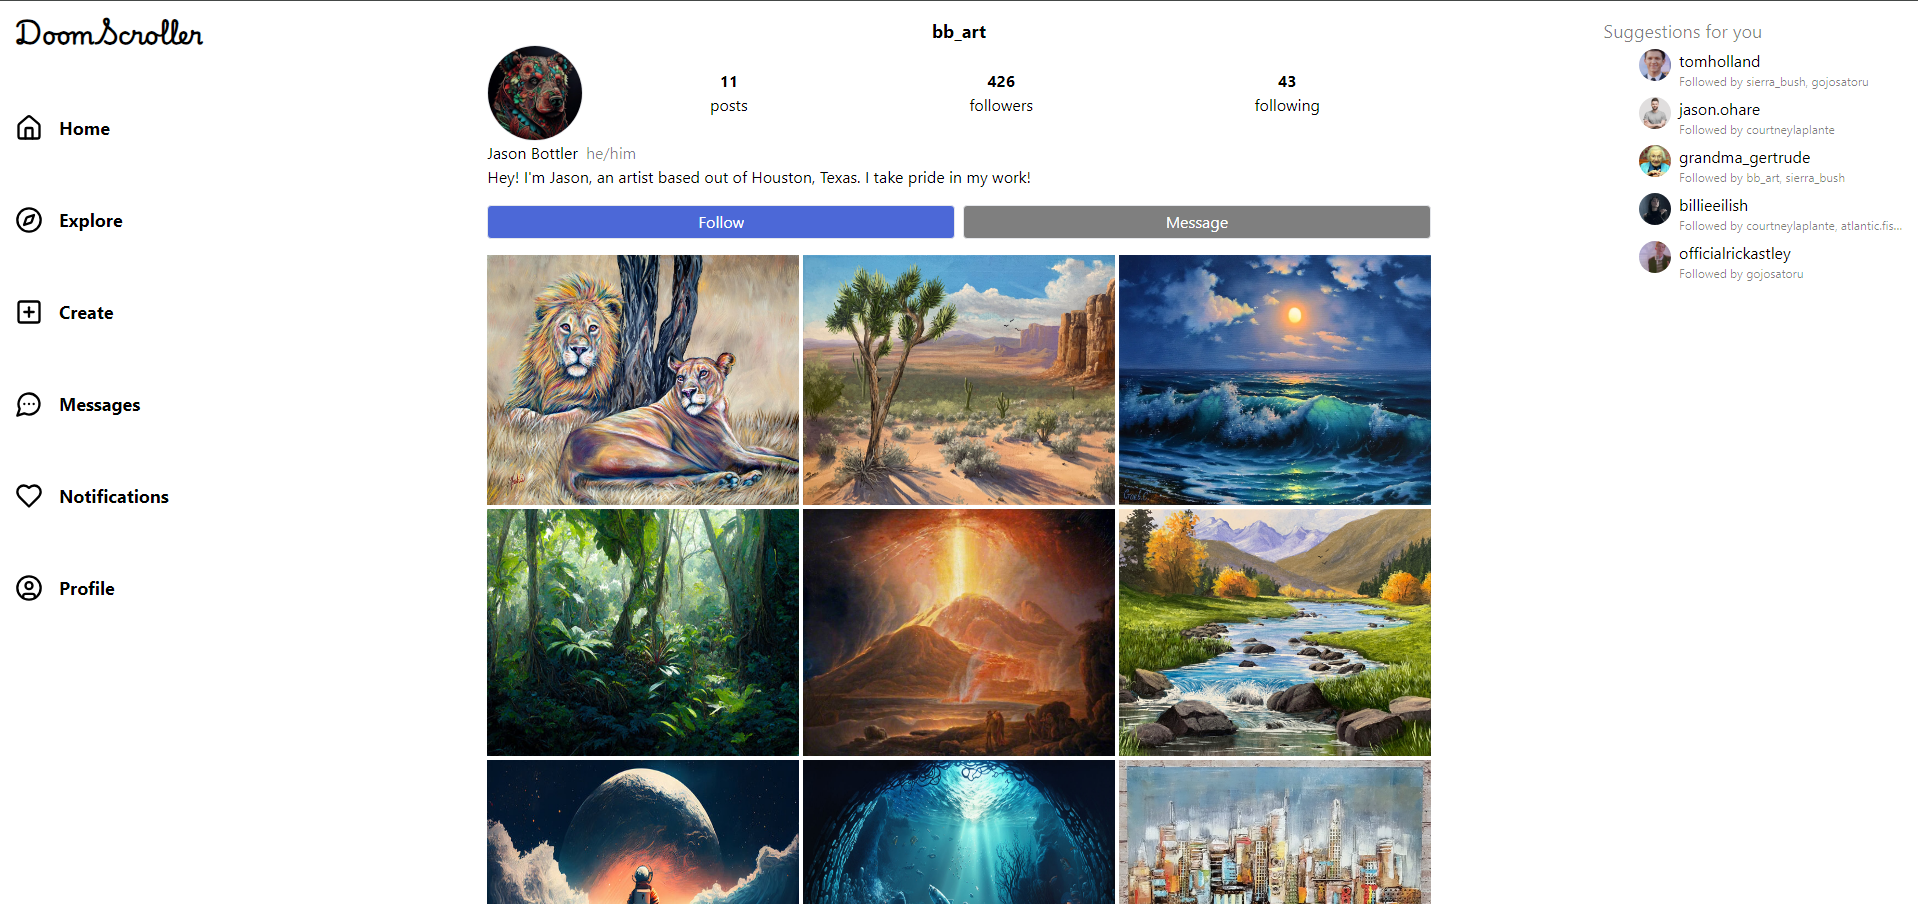 DoomScroller
Home
Explore
Create
Messages
Notifications
Profile
bb_art
11
posts
426
followers
43
following
Jason Bottler he/him
Hey! I'm Jason, an artist based out of Houston, Texas. I take pride in my work!
Follow
Message
Suggestions for you
tomholland
Followed by sierra_bush, gojosatoru
jason.ohare
Followed by courtneylaplante
grandma_gertrude
Followed by bb_art, sierra_bush
billieeilish
Followed by courtneylaplante, atlantic.fis...
officialrickastley
Followed by gojosatoru